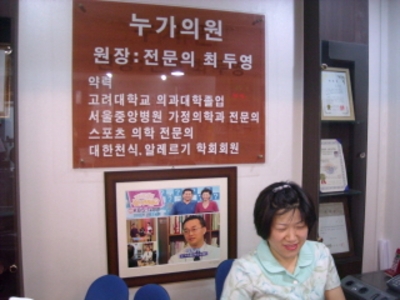 누가의원
원장:전문의 최두영
약력
고려대학교 의과대학졸업
서울중앙병원 가정의학과 전문의
스포츠 의학 전문의
대한천식.알레르기 학회회원